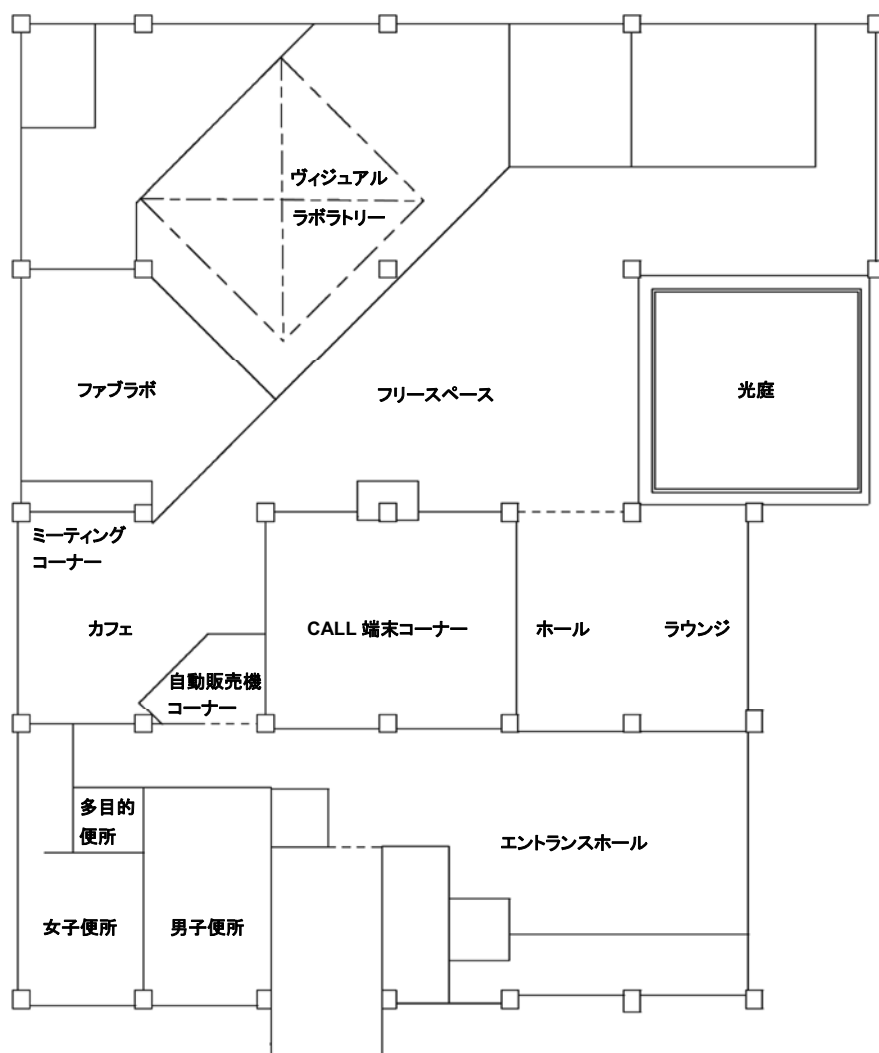 ヴィジュアル
ラボラトリー
ファブラボ
フリースペース
光庭
ミーティング
コーナー
カフェ
CALL 端末コーナー
ホール
ラウンジ
自動販売機
コーナー
多目的
便所
エントランスホール
女子便所
男子便所